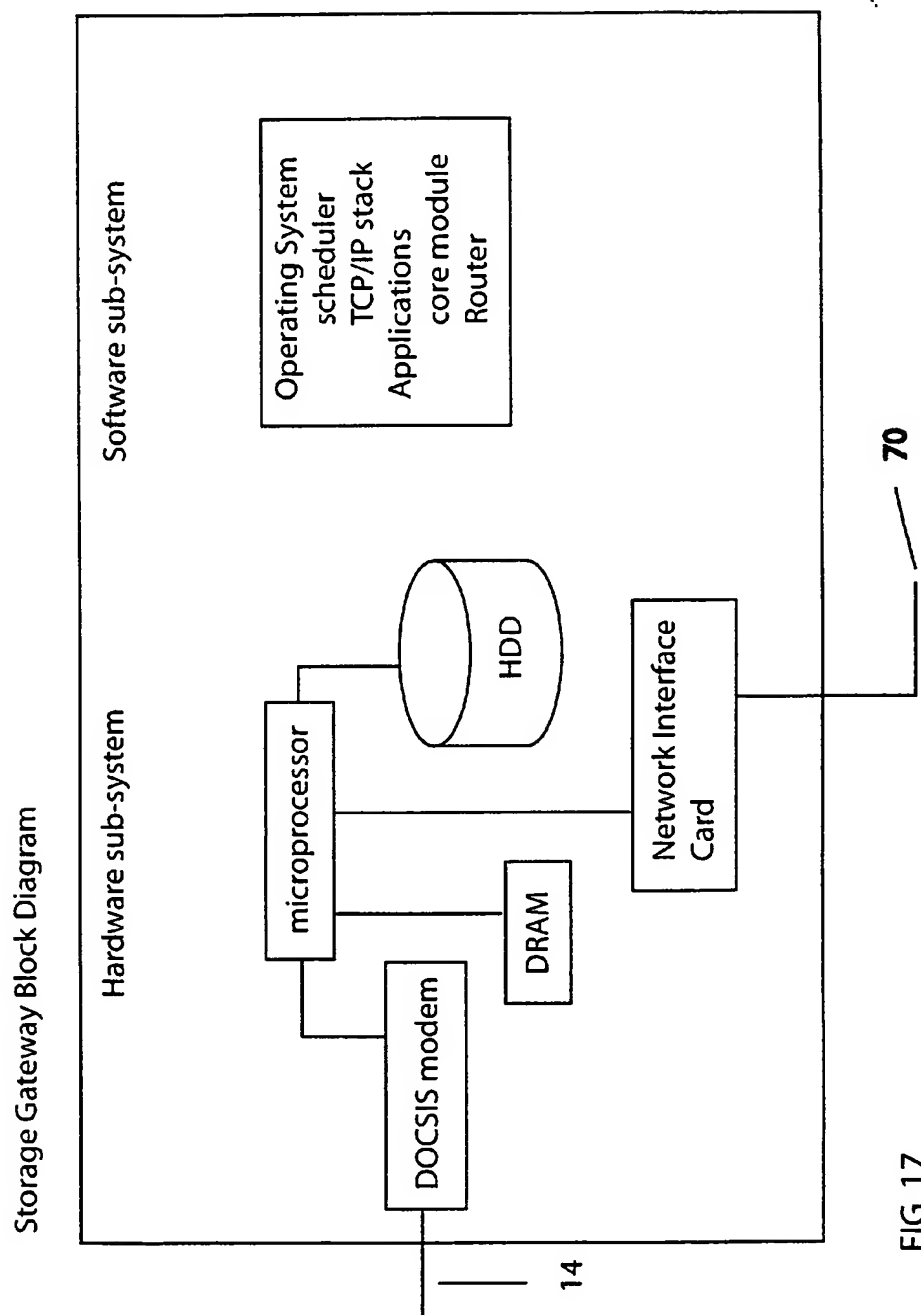 Storage Gateway Block Diagram
Hardware sub-system
Software sub-system
microprocessor
DOCSIS modem
DRAM
HDD
Network Interface
Card
Operating System
scheduler
TCP/IP stack
Applications
core module
Router
14
70
FIG. 17